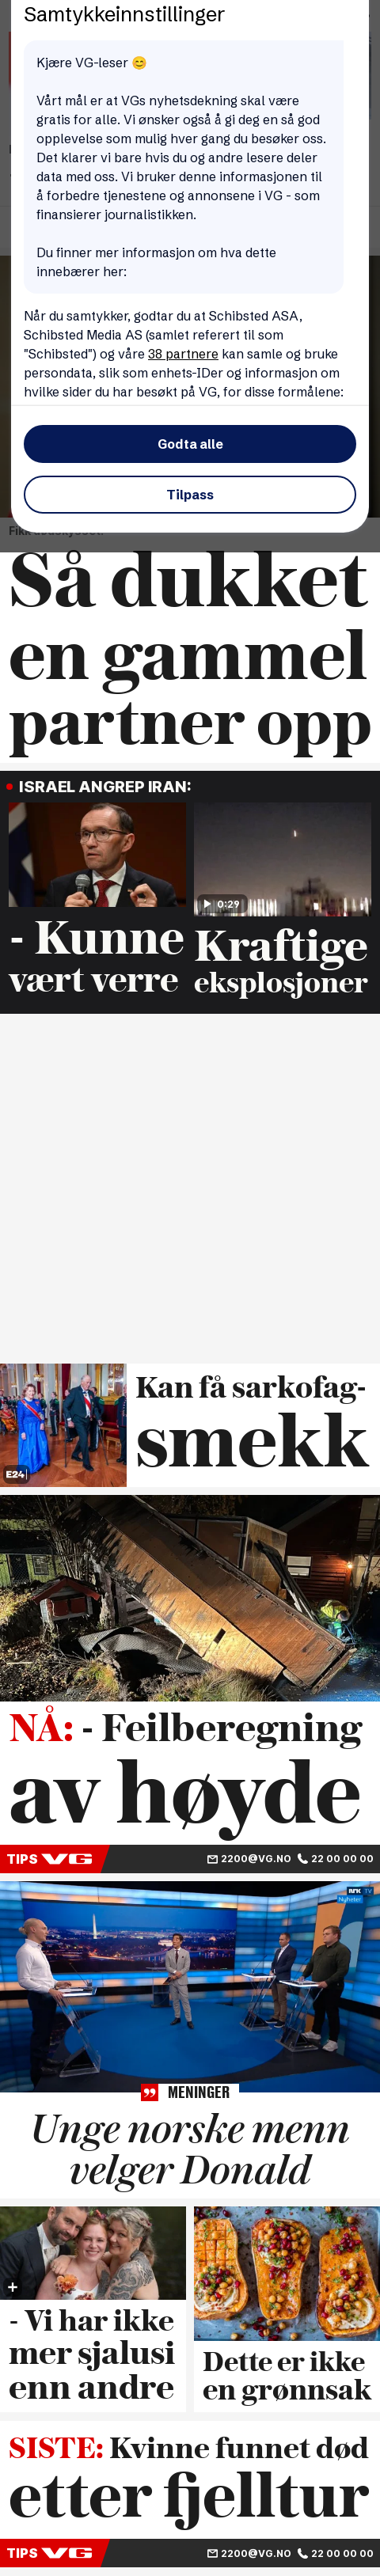 Samtykkeinnstillinger
Kjære VG-leser 😊
Vårt mål er at VGs nyhetsdekning skal være
gratis for alle. Vi ønsker også å gi deg en så god
opplevelse som mulig hver gang du besøker oss.
Det klarer vi bare hvis du og andre lesere deler
data med oss. Vi bruker denne informasjonen til
å forbedre tjenestene og annonsene i VG - som
finansierer journalistikken.
Du finner mer informasjon om hva dette
innebærer her:
Når du samtykker, godtar du at Schibsted ASA,
Schibsted Media AS (samlet referert til som
"Schibsted") og våre 38 partnere kan samle og bruke
persondata, slik som enhets-IDer og informasjon om
hvilke sider du har besøkt på VG, for disse formålene:
Godta alle
Tilpass
Så dukket
en gammel
partner opp
ISRAEL ANGREP IRAN:
- Kunne
vært verre
0:29
Kraftige
eksplosjoner
E24
Kan få sarkofag-
smekk
NÅ: - Feilberegning
av høyde
TIPS VG 2200@VG.NO 22 00 00 00
NRK TV
Nyheter
MENINGER
Unge norske menn
velger Donald
- Vi har ikke
mer sjalusi
enn andre
Dette er ikke
en grønnsak
SISTE: Kvinne funnet død
etter fjelltur
TIPS VG 2200@VG.NO 22 00 00 00